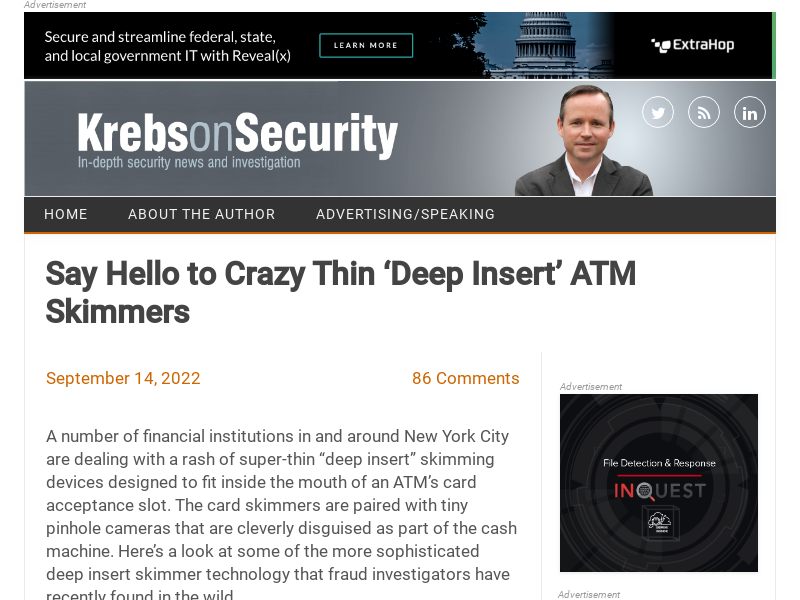 Advertisement
Secure and streamline federal, state,
and local government IT with Reveal(x)
LEARN MORE
ExtraHop
KrebsonSecurity
In-depth security news and investigation
HOME
ABOUT THE AUTHOR
ADVERTISING/SPEAKING
Say Hello to Crazy Thin ‘Deep Insert’ ATM
Skimmers
September 14, 2022
86 Comments
A number of financial institutions in and around New York City
are dealing with a rash of super-thin “deep insert” skimming
devices designed to fit inside the mouth of an ATM’s card
acceptance slot. The card skimmers are paired with tiny
pinhole cameras that are cleverly disguised as part of the cash
machine. Here’s a look at some of the more sophisticated
deep insert skimmer technology that fraud investigators have
recently found in the wild.
Advertisement
File Detection & Response
INQUEST
Advertisement